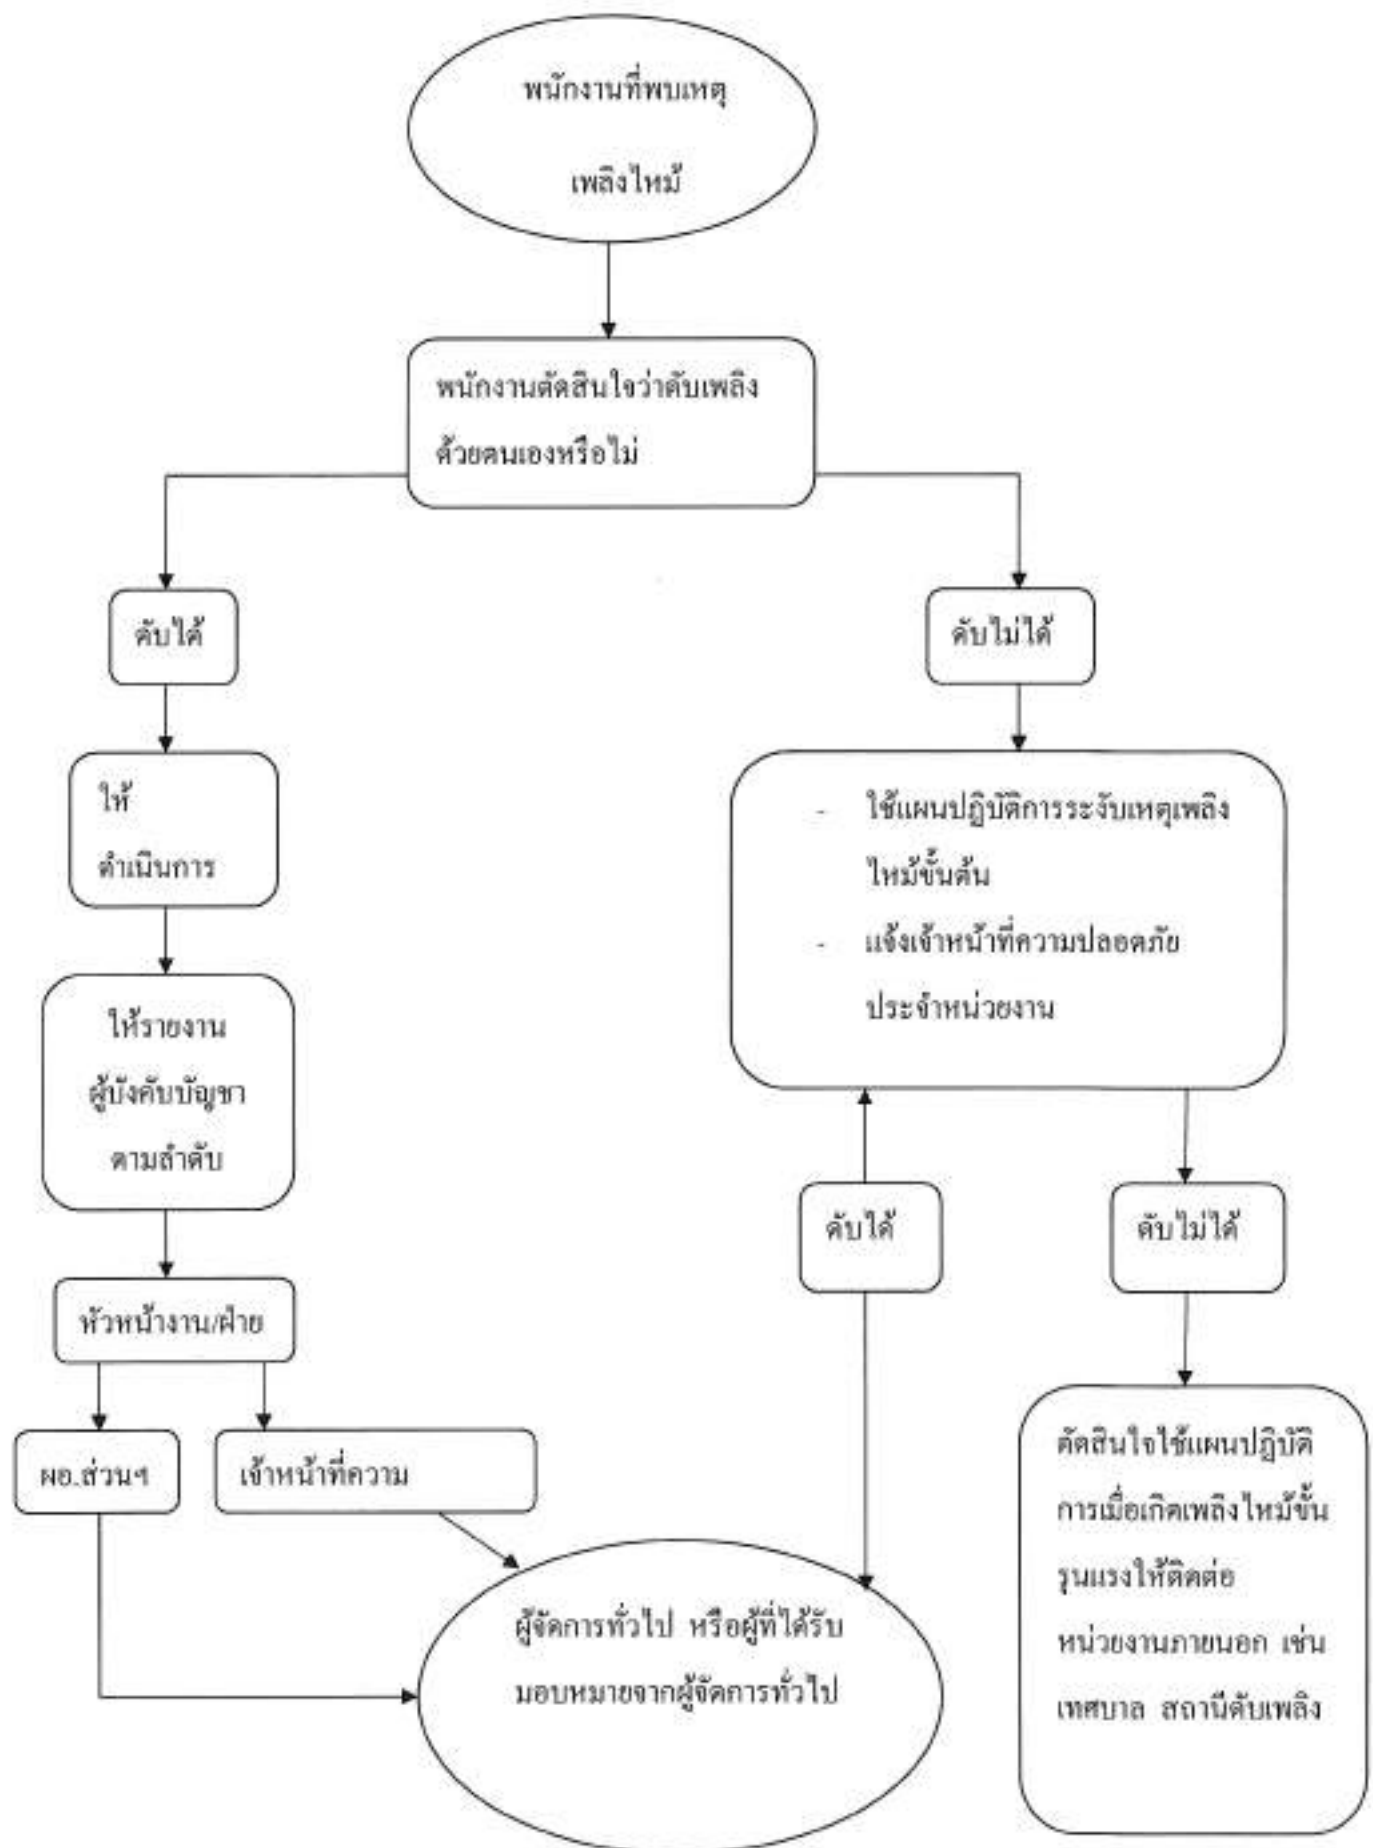 พนักงานที่พบเหตุ
เพลิงไหม้
พนักงานตัดสินใจว่าดับเพลิง
ด้วยตนเองหรือไม่
ดับได้
ดับไม่ได้
ให้
ดำเนินการ
- ใช้แผนปฏิบัติการระงับเหตุเพลิง
ไหม้ขั้นต้น
- แจ้งเจ้าหน้าที่ความปลอดภัย
ประจำหน่วยงาน
ให้รายงาน
ผู้บังคับบัญชา
ตามลำดับ
ดับได้
ดับไม่ได้
หัวหน้างาน/ฝ่าย
ผอ.ส่วนฯ
เจ้าหน้าที่ความ
ตัดสินใจใช้แผนปฏิบัติ
การเมื่อเกิดเพลิงไหม้ขั้น
รุนแรงให้ติดต่อ
หน่วยงานภายนอก เช่น
เทศบาล สถานีดับเพลิง
ผู้จัดการทั่วไป หรือผู้ที่ได้รับ
มอบหมายจากผู้จัดการทั่วไป